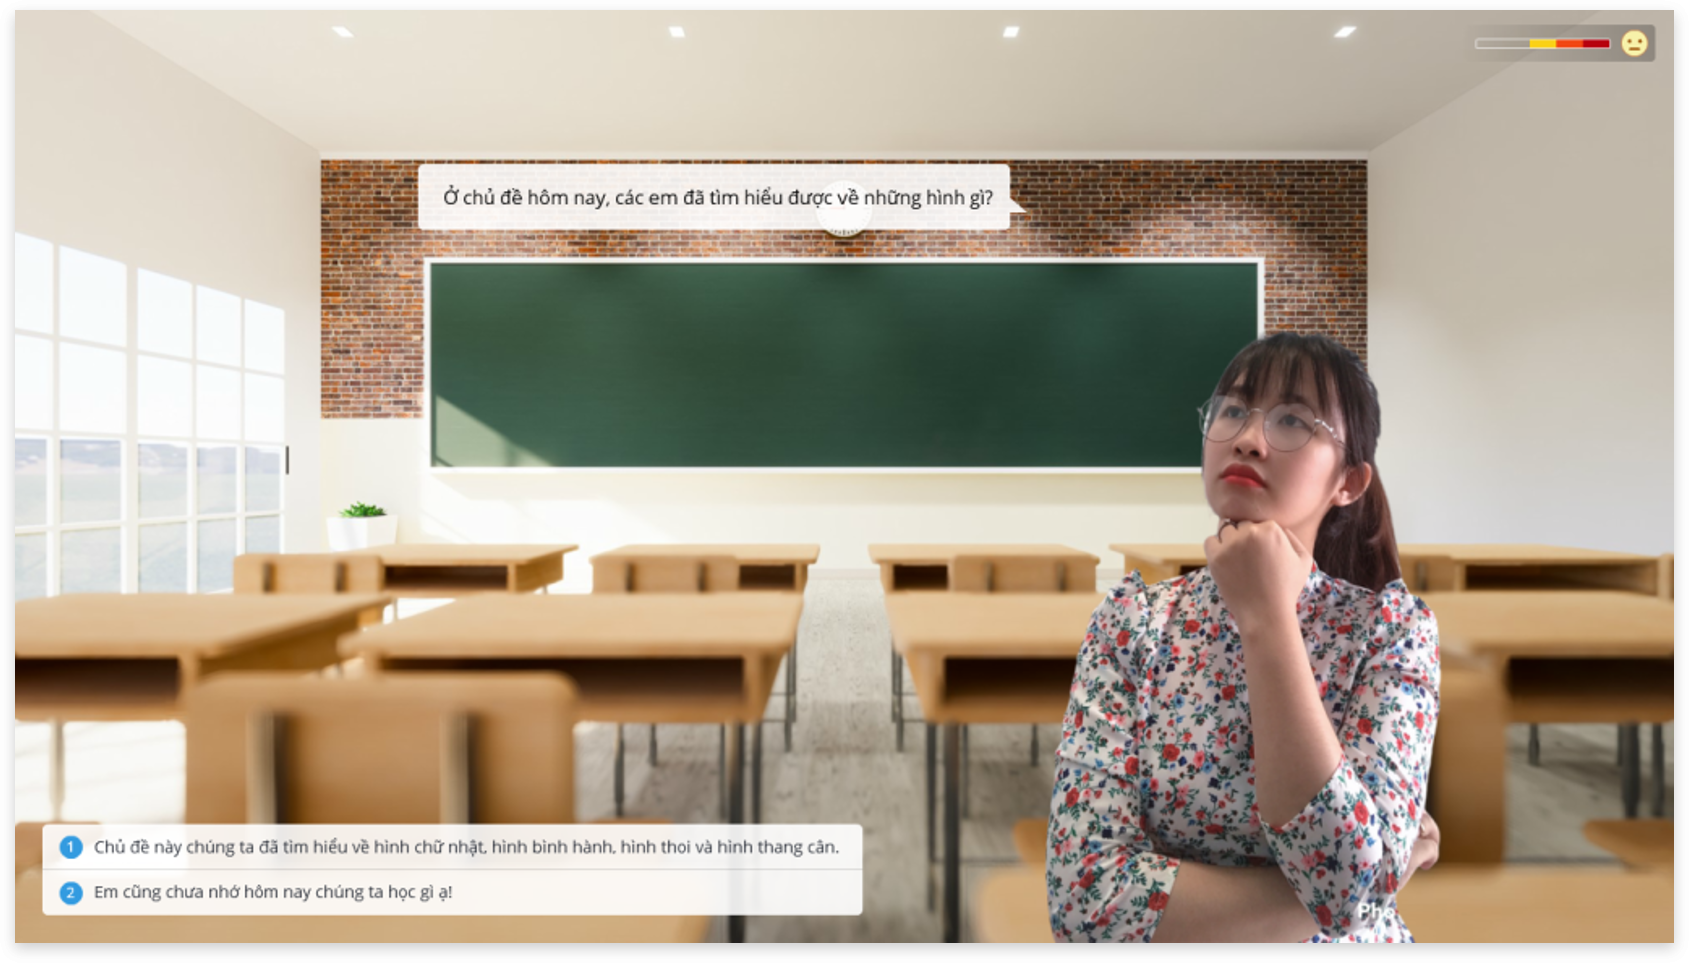 Ở chủ đề hôm nay, các em đã tìm hiểu được về những hình gì?
1 Chủ đề này chúng ta đã tìm hiểu về hình chữ nhật, hình bình hành, hình thoi và hình thang cân.
2 Em cũng chưa nhớ hôm nay chúng ta học gì ạ!